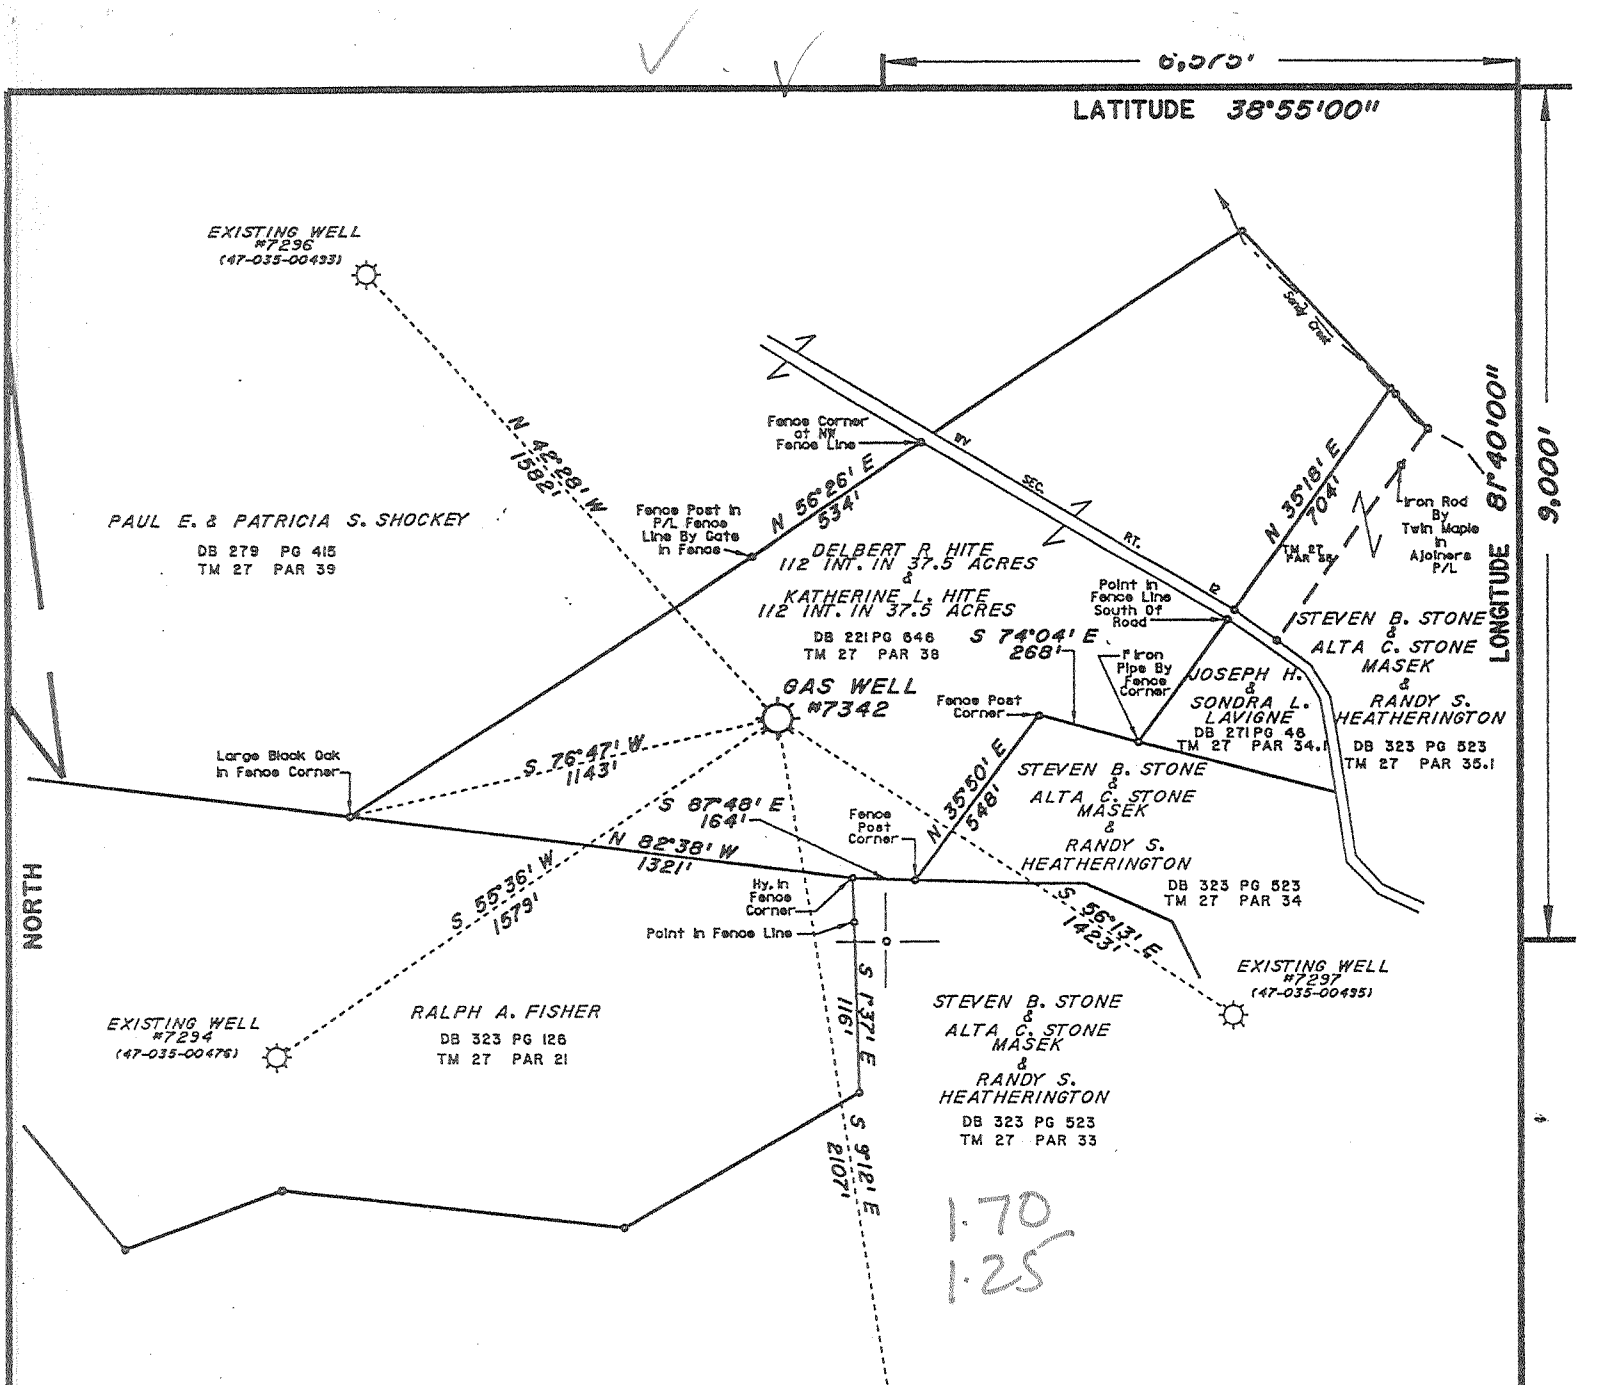 6,575'
LATITUDE 38°55'00"
LONGITUDE 81°40'00"
9,000'
EXISTING WELL
#7296
(47-035-00493)
Sandy Creek
N 42°28' W
1582'
Fence Corner
at NW
Fence Line
WV
SEC.
RT.
N 56°26' E
534'
N 35°18' E
704'
Iron Rod
By
Twin Maple
in
Ajoiners
P/L
PAUL E. & PATRICIA S. SHOCKEY
DB 279 PG 415
TM 27 PAR 39
Fence Post in
P/L Fence
Line By Gate
in Fence
DELBERT R HITE
1/2 INT. IN 37.5 ACRES
&
KATHERINE L. HITE
1/2 INT. IN 37.5 ACRES
DB 221 PG 646
TM 27 PAR 38
TM 27
Point in
Fence Line
South Of
Road
S 74°04' E
268'
Iron
Pipe By
Fence
Corner
STEVEN B. STONE
&
ALTA C. STONE
MASEK
&
RANDY S.
HEATHERINGTON
DB 323 PG 523
TM 27 PAR 35.1
JOSEPH H.
&
SONDRA L.
LAVIGNE
DB 271 PG 46
TM 27 PAR 34.1
GAS WELL
#7342
Fence Post
Corner
Large Black Oak
in Fence Corner
S 76°47' W
1143'
N 35°50' E
548'
STEVEN B. STONE
&
ALTA C. STONE
MASEK
&
RANDY S.
HEATHERINGTON
DB 323 PG 523
TM 27 PAR 34
S 87°48' E
164'
Fence
Post
Corner
N 82°38' W
1321'
NORTH
S 55°36' W
1579'
Hy. in
Fence
Corner
Point in Fence Line
S 56°13' E
1423'
EXISTING WELL
#7297
(47-035-00495)
S 1°37' E
116'
RALPH A. FISHER
DB 323 PG 126
TM 27 PAR 21
EXISTING WELL
#7294
(47-035-00476)
STEVEN B. STONE
&
ALTA C. STONE
MASEK
&
RANDY S.
HEATHERINGTON
DB 323 PG 523
TM 27 PAR 33
S 9°12' E
2107'
1.70
1.25